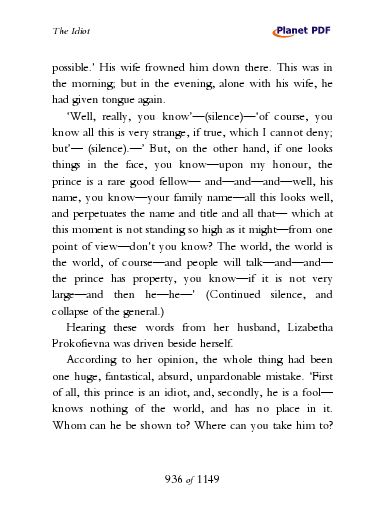 The Idiot
Planet PDF
possible.' His wife frowned him down there. This was in
the morning; but in the evening, alone with his wife, he
had given tongue again.
'Well, really, you know'—(silence)—'of course, you
know all this is very strange, if true, which I cannot deny;
but'— (silence).—' But, on the other hand, if one looks
things in the face, you know—upon my honour, the
prince is a rare good fellow— and—and—and—well, his
name, you know—your family name—all this looks well,
and perpetuates the name and title and all that— which at
this moment is not standing so high as it might—from one
point of view—don't you know? The world, the world is
the world, of course—and people will talk—and—and—
the prince has property, you know—if it is not very
large—and then he—he—' (Continued silence, and
collapse of the general.)
Hearing these words from her husband, Lizabetha
Prokofievna was driven beside herself.
According to her opinion, the whole thing had been
one huge, fantastical, absurd, unpardonable mistake. 'First
of all, this prince is an idiot, and, secondly, he is a fool—
knows nothing of the world, and has no place in it.
Whom can he be shown to? Where can you take him to?
936 of 1149